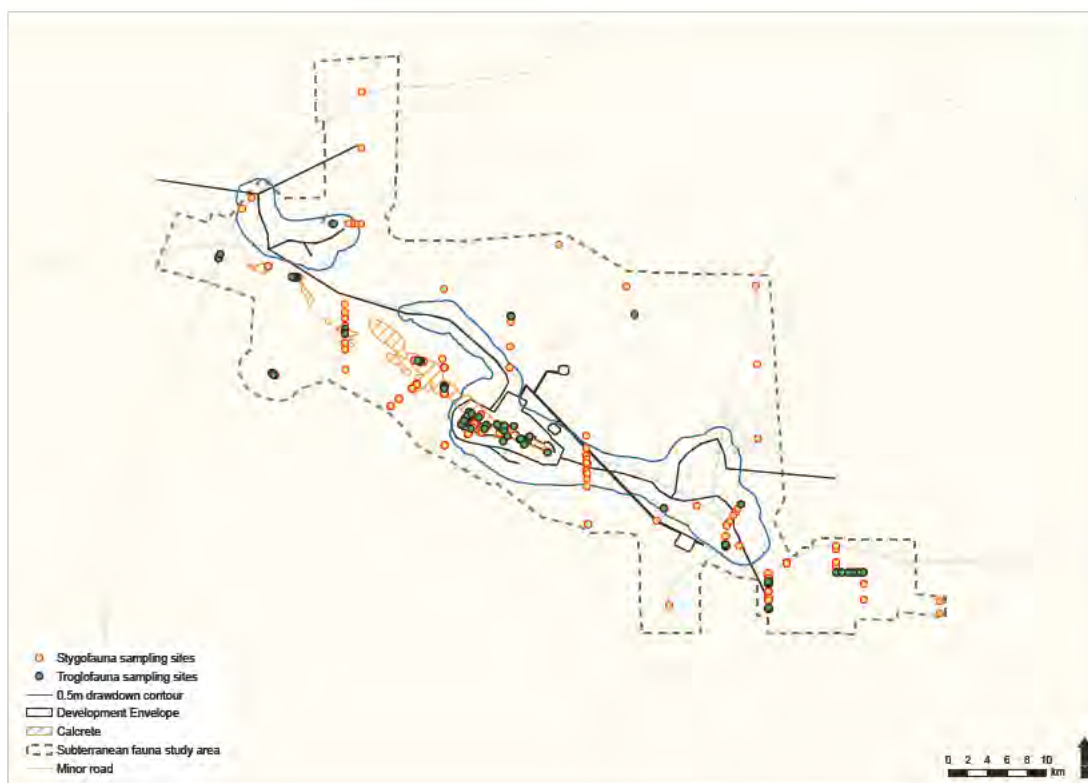 Stygofauna sampling sites
Troglofauna sampling sites
0.5m drawdown contour
Development Envelope
Calcrete
Subterranean fauna study area
Minor road
0 2 4 6 8 10
km